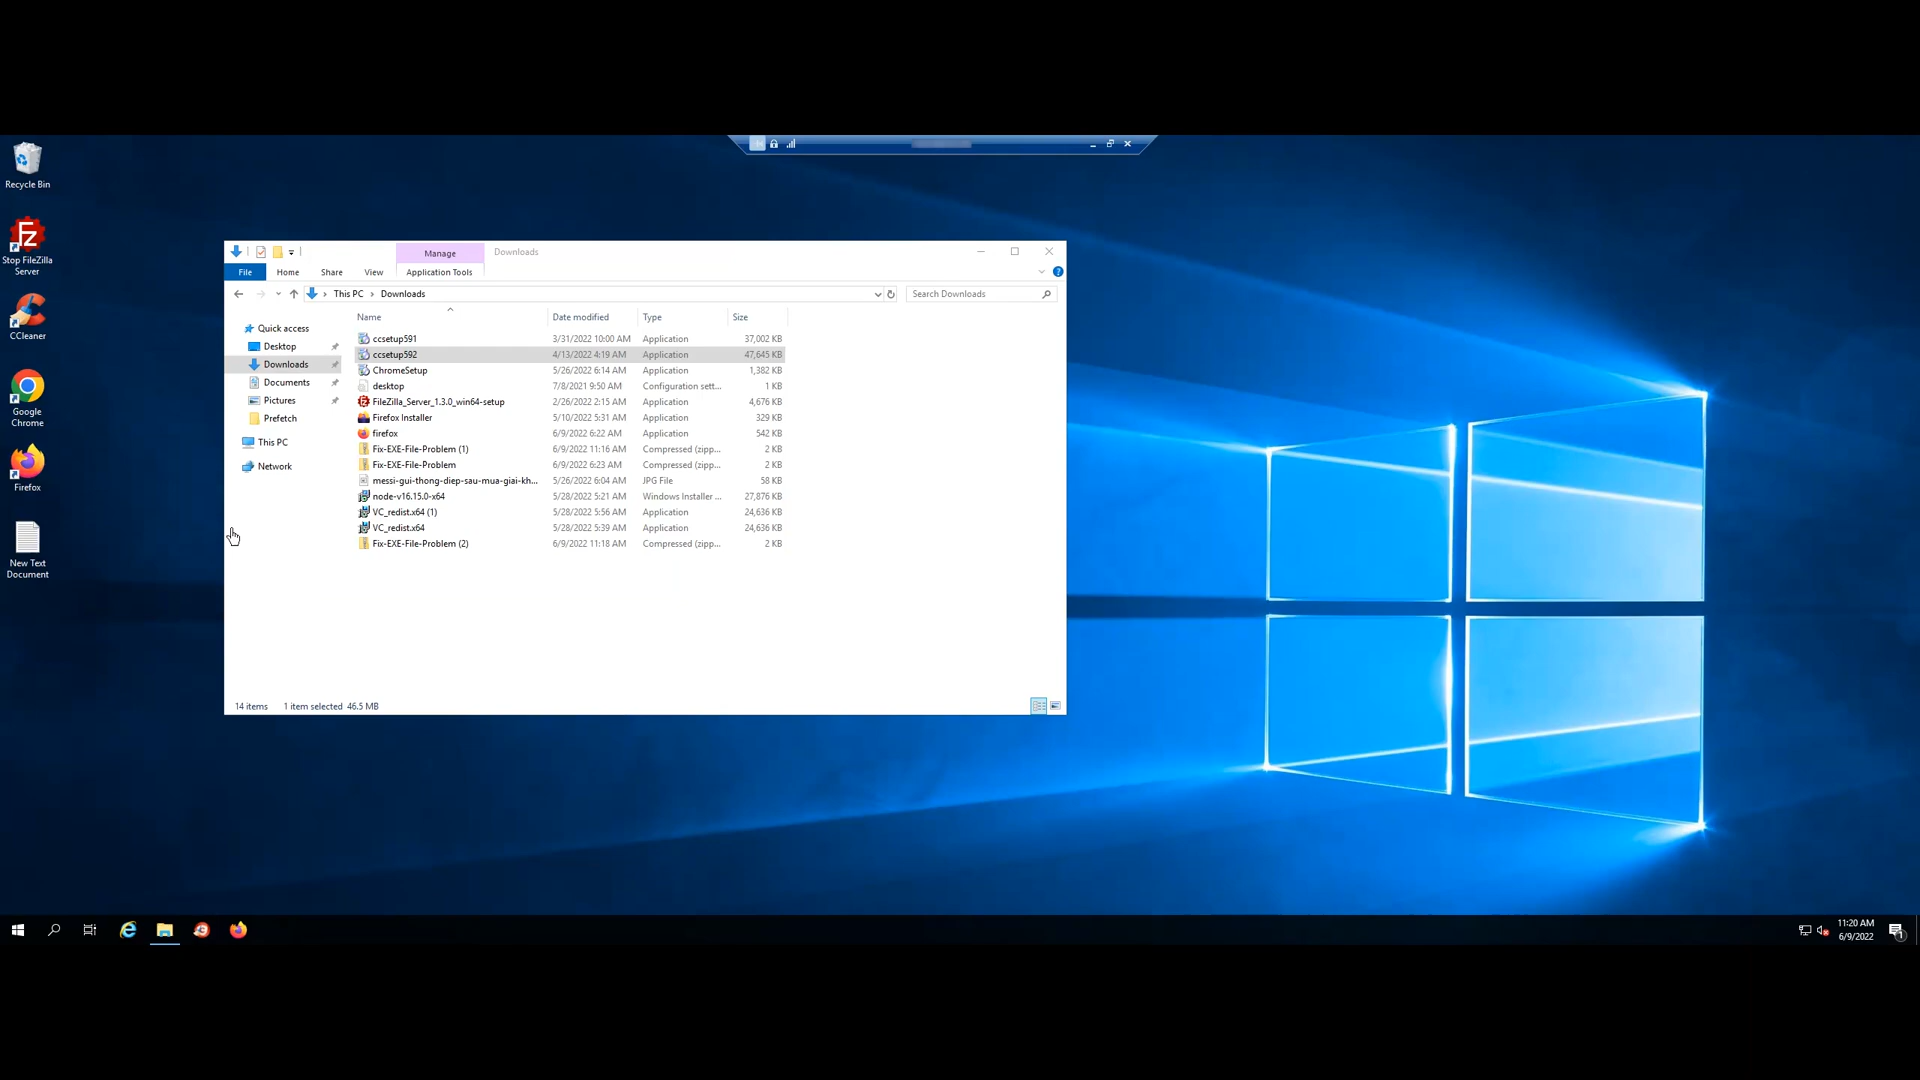 Recycle Bin
Stop FileZilla
Server
CCleaner
Google
Chrome
Firefox
New Text
Document
Manage
Downloads
File
Home
Share
View
Application Tools
This PC
Downloads
Search Downloads
Quick access
Desktop
Downloads
Documents
Pictures
Prefetch
This PC
Network
Name Date modified Type Size
ccsetup591 3/31/2022 10:00 AM Application 37,002 KB
ccsetup592 4/13/2022 4:19 AM Application 47,645 KB
ChromeSetup 5/26/2022 6:14 AM Application 1,382 KB
desktop 7/8/2021 9:50 AM Configuration sett... 1 KB
FileZilla_Server_1.3.0_win64-setup 2/26/2022 2:15 AM Application 4,676 KB
Firefox Installer 5/10/2022 5:31 AM Application 329 KB
firefox 6/9/2022 6:22 AM Application 542 KB
Fix-EXE-File-Problem (1) 6/9/2022 11:16 AM Compressed (zipp... 2 KB
Fix-EXE-File-Problem 6/9/2022 6:23 AM Compressed (zipp... 2 KB
messi-gui-thong-diep-sau-mua-giai-kh... 5/26/2022 6:04 AM JPG File 58 KB
node-v16.15.0-x64 5/28/2022 5:21 AM Windows Installer ... 27,876 KB
VC_redist.x64 (1) 5/28/2022 5:56 AM Application 24,636 KB
VC_redist.x64 5/28/2022 5:39 AM Application 24,636 KB
Fix-EXE-File-Problem (2) 6/9/2022 11:18 AM Compressed (zipp... 2 KB
14 items 1 item selected 46.5 MB
11:20 AM
6/9/2022
1